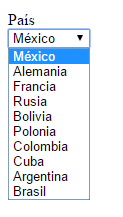 País
México
México
Alemania
Francia
Rusia
Bolivia
Polonia
Colombia
Cuba
Argentina
Brasil